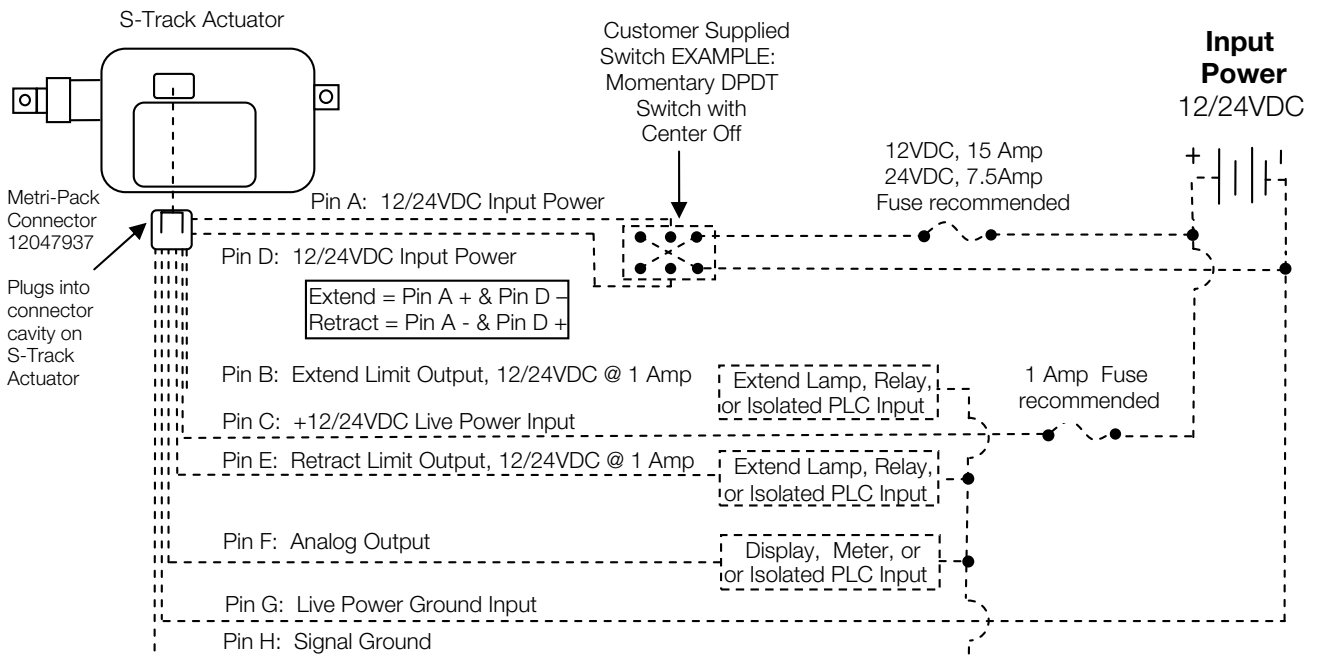 S-Track Actuator
Customer Supplied
Switch EXAMPLE:
Momentary DPDT
Switch with
Center Off
Input
Power
12/24VDC
12VDC, 15 Amp
24VDC, 7.5Amp
Fuse recommended
+
Metri-Pack
Connector
12047937
Plugs into
connector
cavity on
S-Track
Actuator
Pin A: 12/24VDC Input Power
Pin D: 12/24VDC Input Power
Extend = Pin A + & Pin D –
Retract = Pin A - & Pin D +
Pin B: Extend Limit Output, 12/24VDC @ 1 Amp
Extend Lamp, Relay,
or Isolated PLC Input
1 Amp Fuse
recommended
Pin C: +12/24VDC Live Power Input
Pin E: Retract Limit Output, 12/24VDC @ 1 Amp
Extend Lamp, Relay,
or Isolated PLC Input
Pin F: Analog Output
Display, Meter, or
or Isolated PLC Input
Pin G: Live Power Ground Input
Pin H: Signal Ground